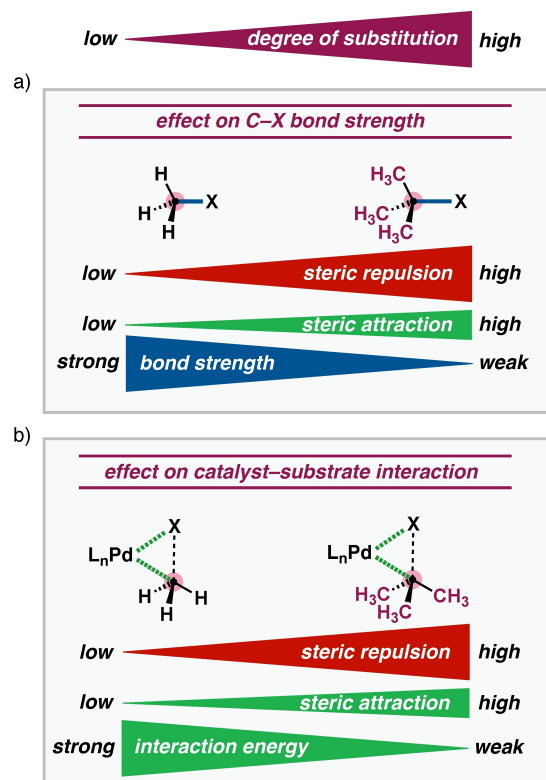 low degree of substitution high
a)
effect on C–X bond strength
H H₃C
X X
H H₃C
H H₃C
low steric repulsion high
low steric attraction high
strong bond strength weak
b)
effect on catalyst–substrate interaction
X X
LₙPd LₙPd
H H H₃C CH₃
H H₃C
low steric repulsion high
low steric attraction high
strong interaction energy weak